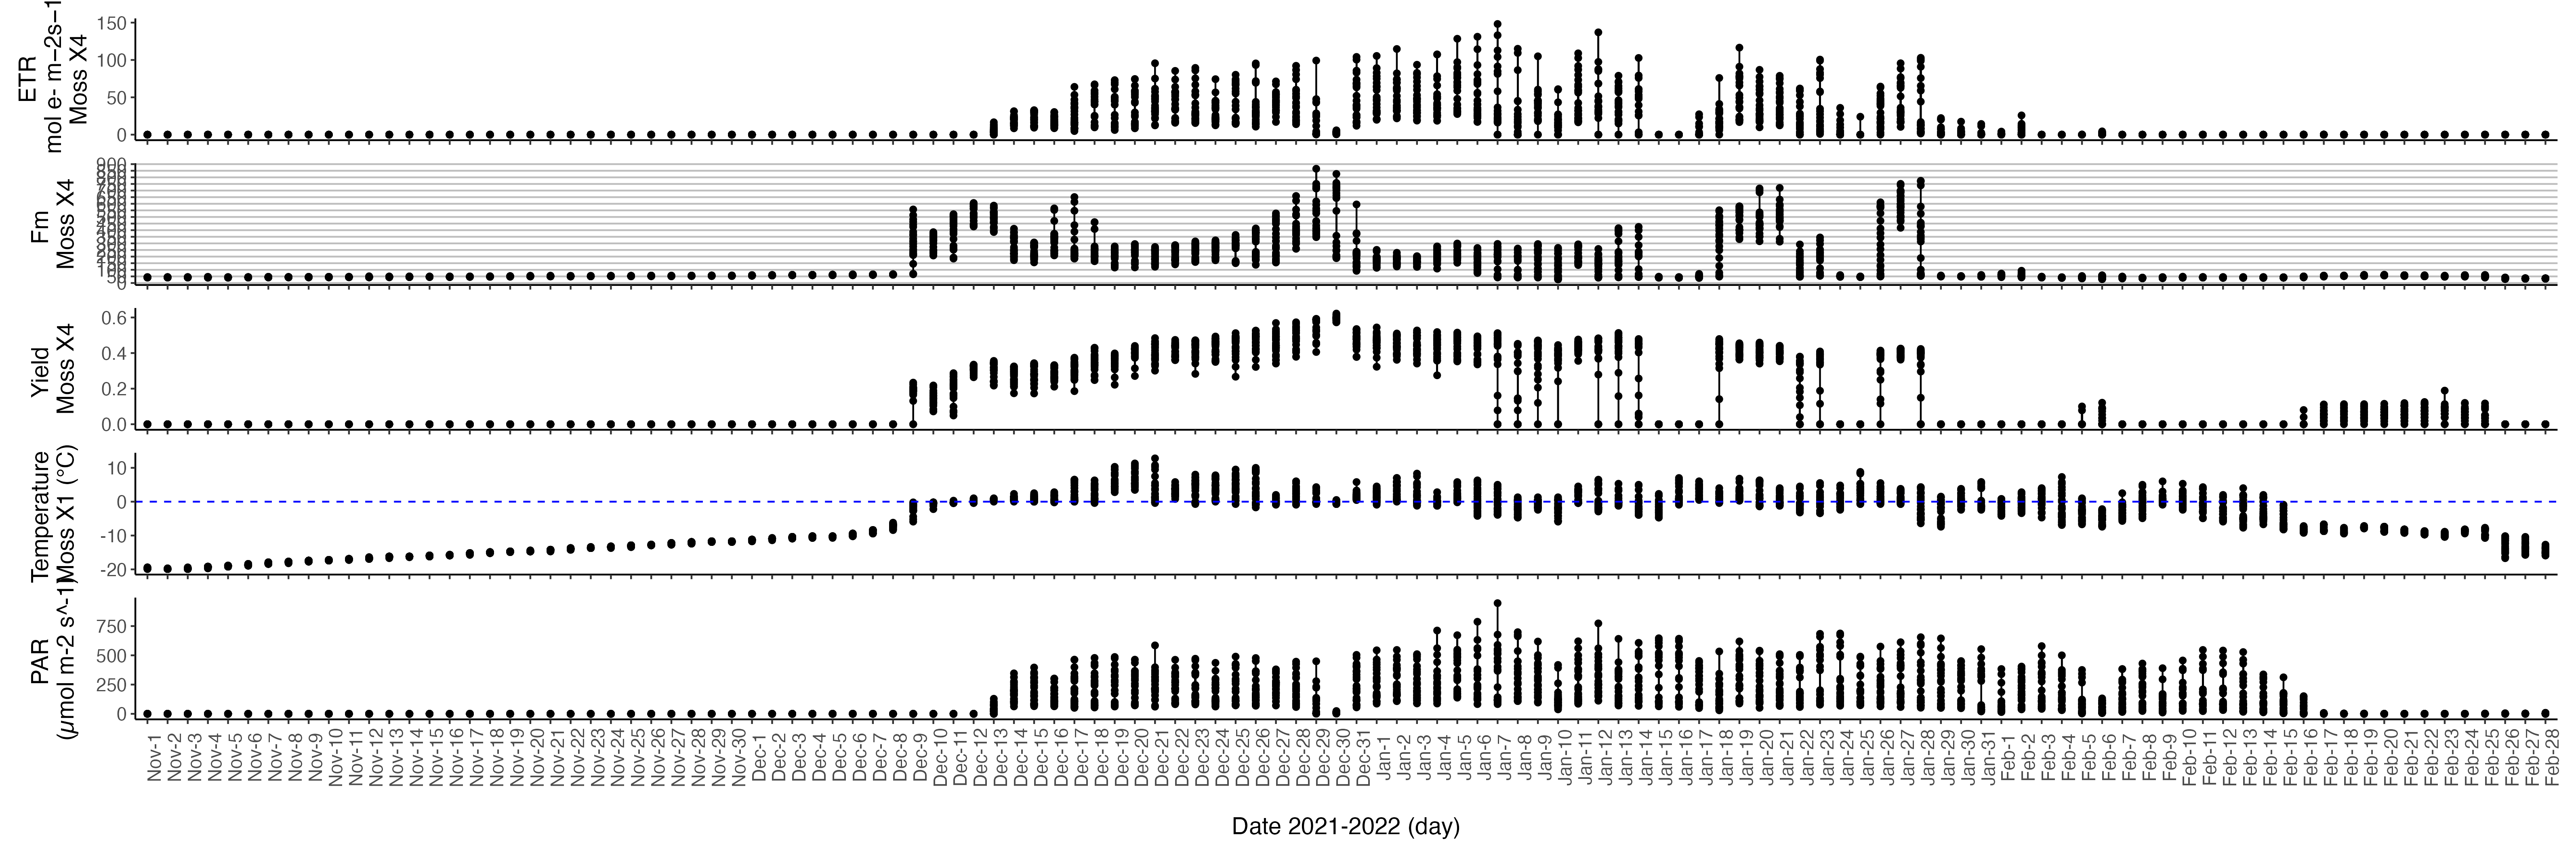 ETR
mol e- m−2s−1
Moss X4
150
100
50
0
Fm
Moss X4
900
0
Yield
Moss X4
0.6
0.4
0.2
0.0
Temperature
Moss X1 (°C)
10
0
-10
-20
PAR
(µmol m-2 s^-1)
750
500
250
0
Nov-1
Nov-2
Nov-3
Nov-4
Nov-5
Nov-6
Nov-7
Nov-8
Nov-9
Nov-10
Nov-11
Nov-12
Nov-13
Nov-14
Nov-15
Nov-16
Nov-17
Nov-18
Nov-19
Nov-20
Nov-21
Nov-22
Nov-23
Nov-24
Nov-25
Nov-26
Nov-27
Nov-28
Nov-29
Nov-30
Dec-1
Dec-2
Dec-3
Dec-4
Dec-5
Dec-6
Dec-7
Dec-8
Dec-9
Dec-10
Dec-11
Dec-12
Dec-13
Dec-14
Dec-15
Dec-16
Dec-17
Dec-18
Dec-19
Dec-20
Dec-21
Dec-22
Dec-23
Dec-24
Dec-25
Dec-26
Dec-27
Dec-28
Dec-29
Dec-30
Dec-31
Jan-1
Jan-2
Jan-3
Jan-4
Jan-5
Jan-6
Jan-7
Jan-8
Jan-9
Jan-10
Jan-11
Jan-12
Jan-13
Jan-14
Jan-15
Jan-16
Jan-17
Jan-18
Jan-19
Jan-20
Jan-21
Jan-22
Jan-23
Jan-24
Jan-25
Jan-26
Jan-27
Jan-28
Jan-29
Jan-30
Jan-31
Feb-1
Feb-2
Feb-3
Feb-4
Feb-5
Feb-6
Feb-7
Feb-8
Feb-9
Feb-10
Feb-11
Feb-12
Feb-13
Feb-14
Feb-15
Feb-16
Feb-17
Feb-18
Feb-19
Feb-20
Feb-21
Feb-22
Feb-23
Feb-24
Feb-25
Feb-26
Feb-27
Feb-28
Date 2021-2022 (day)